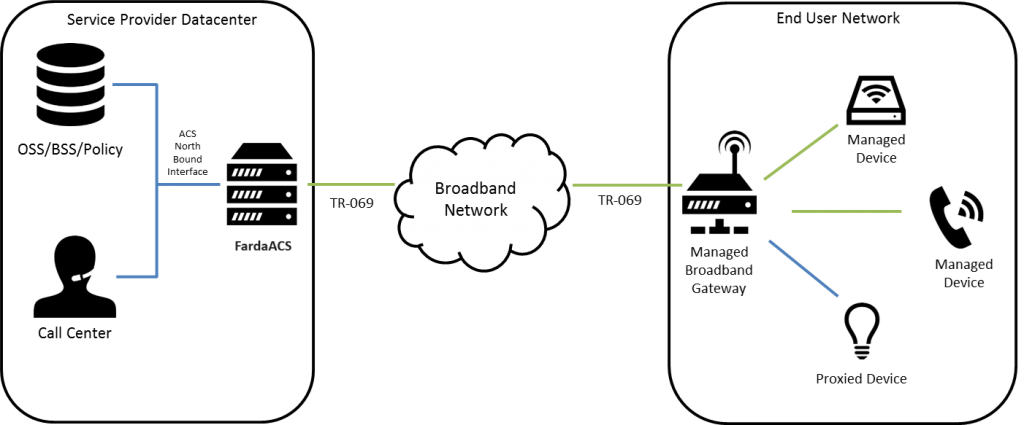 Service Provider Datacenter
OSS/BSS/Policy
ACS
North
Bound
Interface
FardaACS
Call Center
TR-069
Broadband
Network
TR-069
End User Network
Managed
Broadband
Gateway
Managed
Device
Managed
Device
Proxied Device